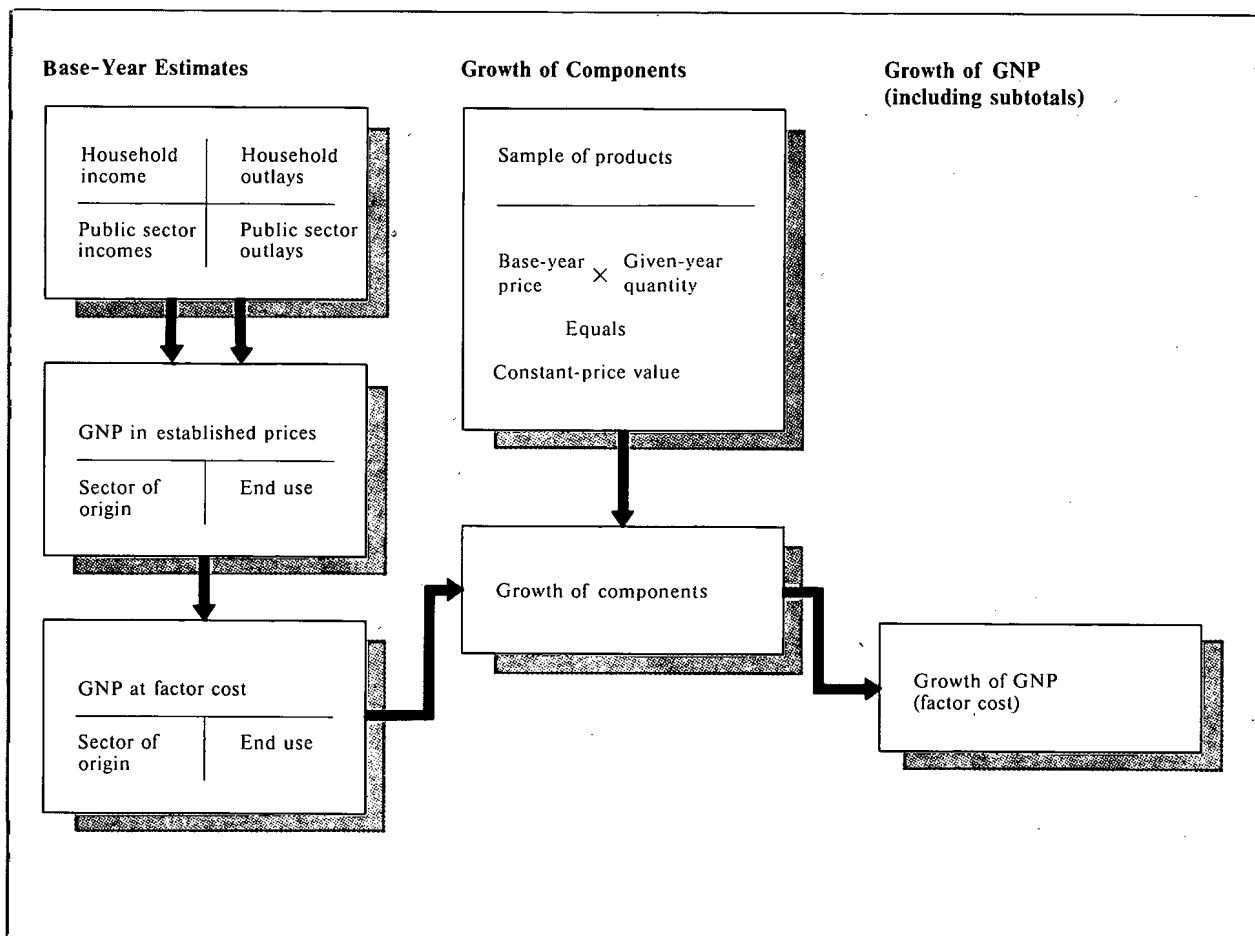 Base-Year Estimates
Household income
Household outlays
Public sector incomes
Public sector outlays
GNP in established prices
Sector of origin
End use
GNP at factor cost
Sector of origin
End use
Growth of Components
Sample of products
Base-year price
×
Given-year quantity
Equals
Constant-price value
Growth of components
Growth of GNP
(including subtotals)
Growth of GNP
(factor cost)